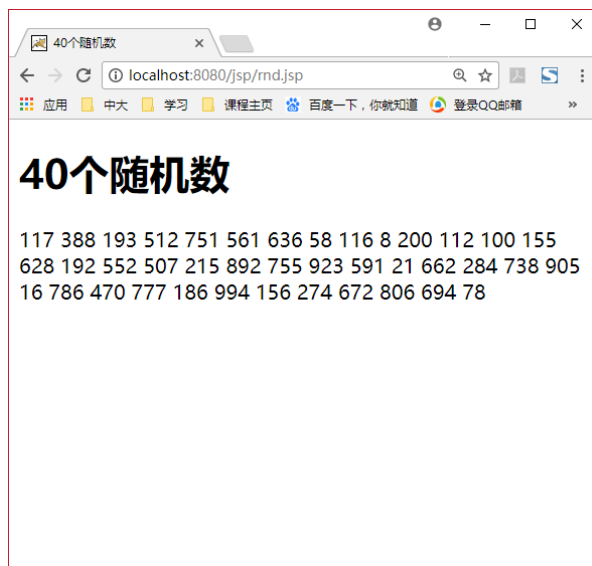 40个随机数
localhost:8080/jsp/rnd.jsp
应用 中大 学习 课程主页 百度一下，你就知道 登录QQ邮箱 »
40个随机数
117 388 193 512 751 561 636 58 116 8 200 112 100 155
628 192 552 507 215 892 755 923 591 21 662 284 738 905
16 786 470 777 186 994 156 274 672 806 694 78